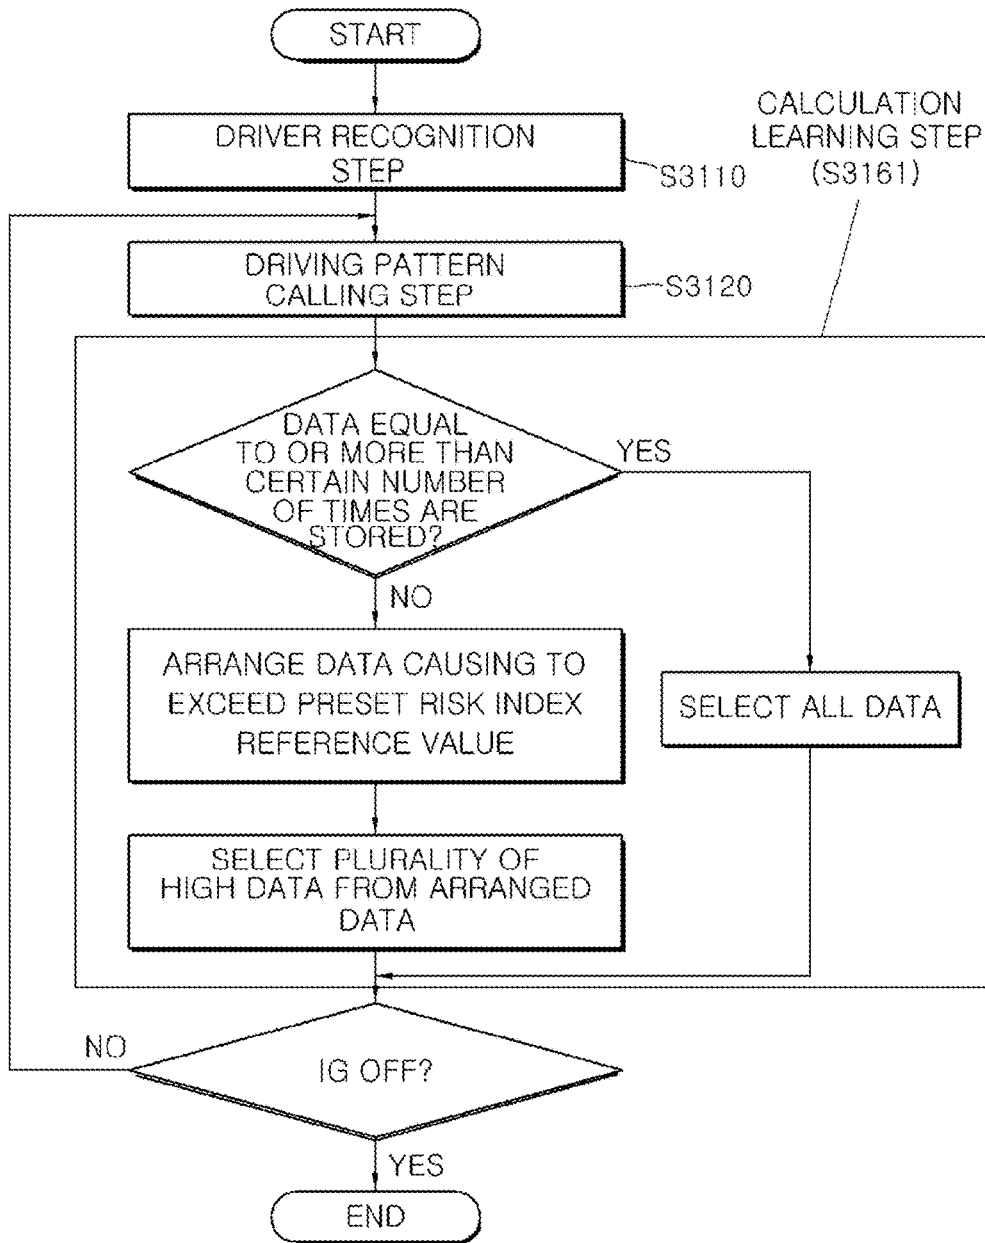 START
DRIVER RECOGNITION
STEP
S3110
CALCULATION
LEARNING STEP
(S3161)
DRIVING PATTERN
CALLING STEP
S3120
DATA EQUAL
TO OR MORE THAN
CERTAIN NUMBER
OF TIMES ARE
STORED?
YES
NO
ARRANGE DATA CAUSING TO
EXCEED PRESET RISK INDEX
REFERENCE VALUE
SELECT ALL DATA
SELECT PLURALITY OF
HIGH DATA FROM ARRANGED
DATA
NO
IG OFF?
YES
END